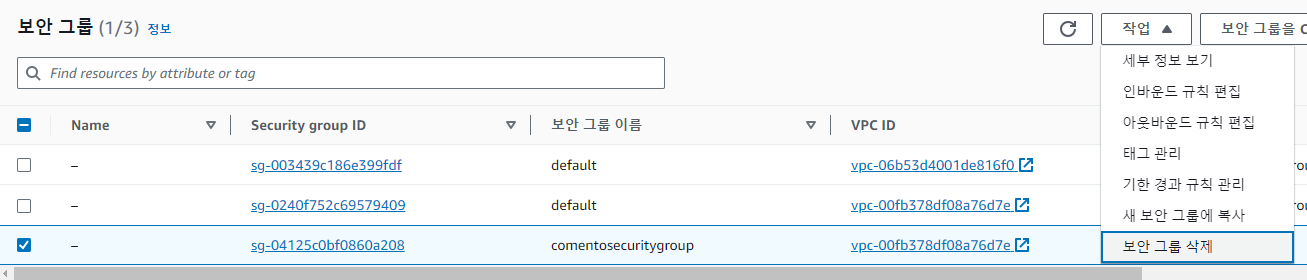 보안 그룹 (1/3) 정보
작업
보안 그룹을
Find resources by attribute or tag
세부 정보 보기
인바운드 규칙 편집
아웃바운드 규칙 편집
태그 관리
기한 경과 규칙 관리
새 보안 그룹에 복사
보안 그룹 삭제
Name Security group ID 보안 그룹 이름 VPC ID
– sg-003439c186e399fdf default vpc-06b53d4001de816f0
– sg-0240f752c69579409 default vpc-00fb378df08a76d7e
– sg-04125c0bf0860a208 comentosecuritygroup vpc-00fb378df08a76d7e